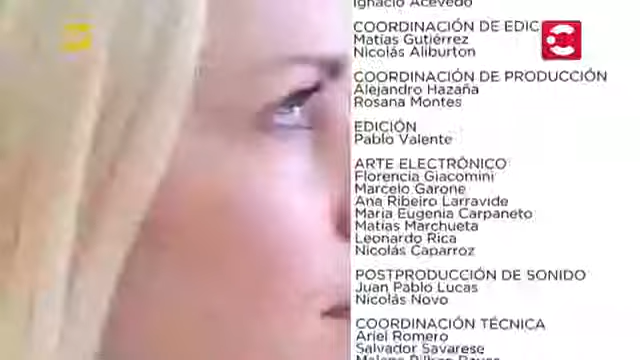 Ignacio Acevedo
COORDINACIÓN DE EDIC
Matías Gutiérrez
Nicolás Aliburton
COORDINACIÓN DE PRODUCCIÓN
Alejandro Hazaña
Rosana Montes
EDICIÓN
Pablo Valente
ARTE ELECTRÓNICO
Florencia Giacomini
Marcelo Garone
Ana Ribeiro Larravide
María Eugenia Carpaneto
Matías Marchueta
Leonardo Rica
Nicolás Caparroz
POSTPRODUCCIÓN DE SONIDO
Juan Pablo Lucas
Nicolás Novo
COORDINACIÓN TÉCNICA
Ariel Romero
Salvador Savarese